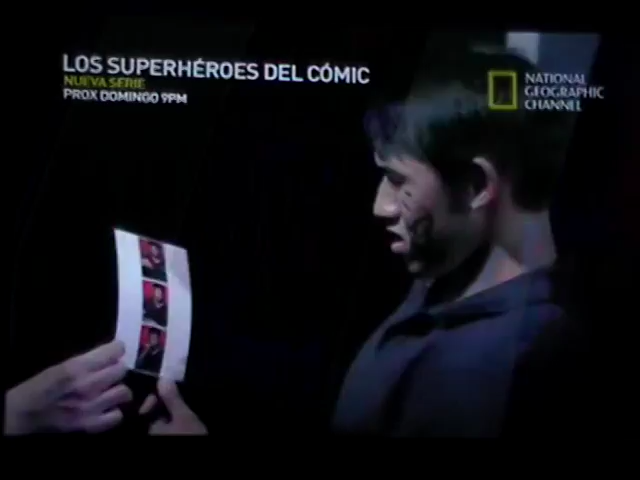 LOS SUPERHÉROES DEL CÓMIC
NUEVA SERIE
PROX DOMINGO 9PM
NATIONAL
GEOGRAPHIC
CHANNEL